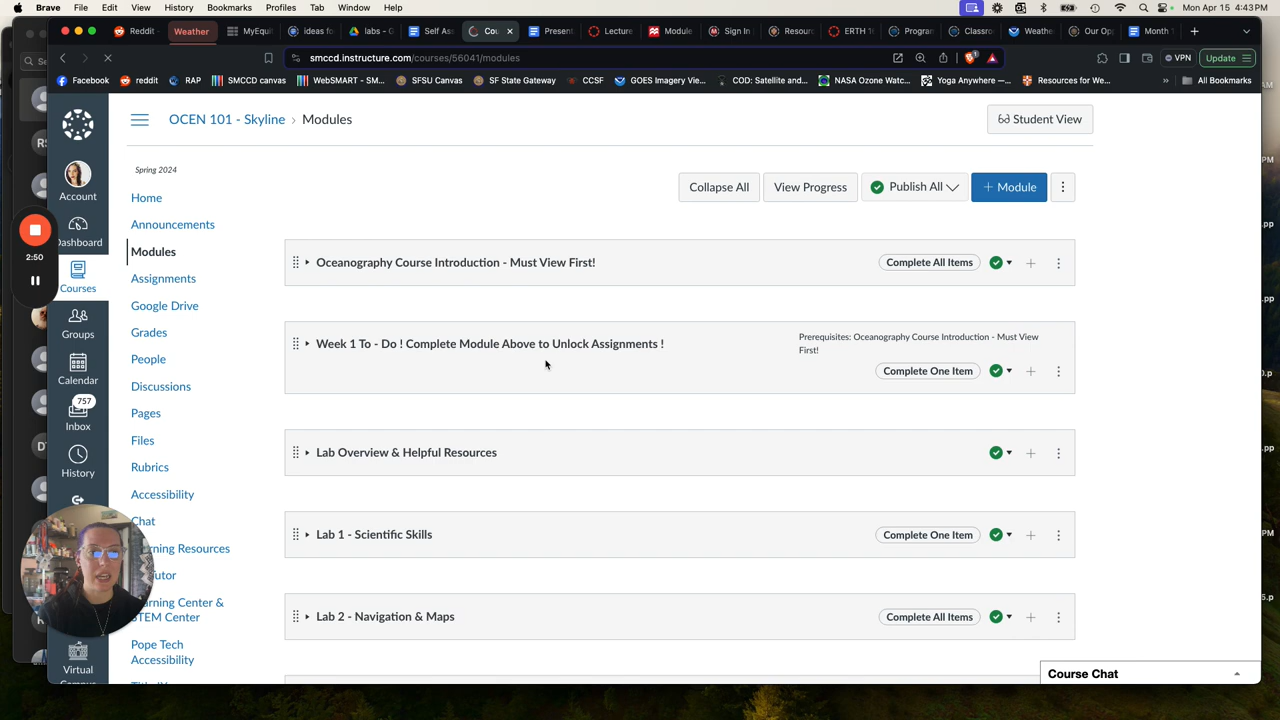 Brave File Edit View History Bookmarks Profiles Tab Window Help Mon Apr 15 4:43 PM
Reddit - Weather MyEqui ideas fo labs - G Self Ass Cou Present Lecture Module Sign In Resour ERTH 1 Progran Classro Weathe Our Op Month
smccd.instructure.com/courses/56041/modules VPN Update
Facebook reddit RAP SMCCD canvas WebSMART - SM... SFSU Canvas SF State Gateway CCSF GOES Imagery View... COD: Satellite and... NASA Ozone Watc... Yoga Anywhere —... Resources for We... » All Bookmarks
OCEN 101 - Skyline › Modules
Student View
Spring 2024
Collapse All View Progress Publish All + Module
Account
Dashboard
Courses
Groups
Calendar
757
Inbox
History
Virtual
2:50
Home
Announcements
Modules
Assignments
Google Drive
Grades
People
Discussions
Pages
Files
Rubrics
Accessibility
Chat
rning Resources
Tutor
arning Center &
STEM Center
Pope Tech
Accessibility
Oceanography Course Introduction - Must View First!
Complete All Items
Week 1 To - Do ! Complete Module Above to Unlock Assignments !
Prerequisites: Oceanography Course Introduction - Must View
First!
Complete One Item
Lab Overview & Helpful Resources
Lab 1 - Scientific Skills
Complete One Item
Lab 2 - Navigation & Maps
Complete All Items
Course Chat